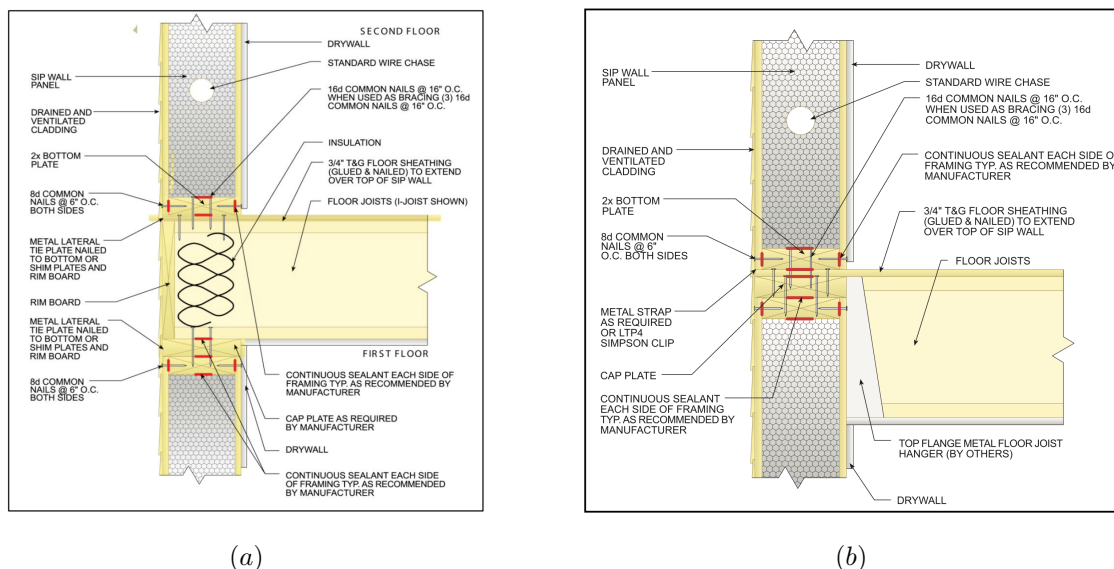 SECOND FLOOR
DRYWALL
STANDARD WIRE CHASE
SIP WALL
PANEL
16d COMMON NAILS @ 16" O.C.
WHEN USED AS BRACING (3) 16d
COMMON NAILS @ 16" O.C.
DRAINED AND
VENTILATED
CLADDING
INSULATION
2x BOTTOM
PLATE
3/4" T&G FLOOR SHEATHING
(GLUED & NAILED) TO EXTEND
OVER TOP OF SIP WALL
8d COMMON
NAILS @ 6" O.C.
BOTH SIDES
FLOOR JOISTS (I-JOIST SHOWN)
METAL LATERAL
TIE PLATE NAILED
TO BOTTOM OR
SHIM PLATES AND
RIM BOARD
RIM BOARD
METAL LATERAL
TIE PLATE NAILED
TO BOTTOM OR
SHIM PLATES AND
RIM BOARD
FIRST FLOOR
8d COMMON
NAILS @ 6" O.C.
BOTH SIDES
CONTINUOUS SEALANT EACH SIDE OF
FRAMING TYP. AS RECOMMENDED BY
MANUFACTURER
CAP PLATE AS REQUIRED
BY MANUFACTURER
DRYWALL
CONTINUOUS SEALANT EACH SIDE
OF FRAMING TYP. AS RECOMMENDED
BY MANUFACTURER
(a)
DRYWALL
SIP WALL
PANEL
STANDARD WIRE CHASE
16d COMMON NAILS @ 16" O.C.
WHEN USED AS BRACING (3) 16d
COMMON NAILS @ 16" O.C.
DRAINED AND
VENTILATED
CLADDING
CONTINUOUS SEALANT EACH SIDE OF
FRAMING TYP. AS RECOMMENDED BY
MANUFACTURER
2x BOTTOM
PLATE
3/4" T&G FLOOR SHEATHING
(GLUED & NAILED) TO EXTEND
OVER TOP OF SIP WALL
8d COMMON
NAILS @ 6"
O.C. BOTH SIDES
FLOOR JOISTS
METAL STRAP
AS REQUIRED
OR LTP4
SIMPSON CLIP
CAP PLATE
CONTINUOUS SEALANT
EACH SIDE OF FRAMING
TYP. AS RECOMMENDED BY
MANUFACTURER
TOP FLANGE METAL FLOOR JOIST
HANGER (BY OTHERS)
DRYWALL
(b)